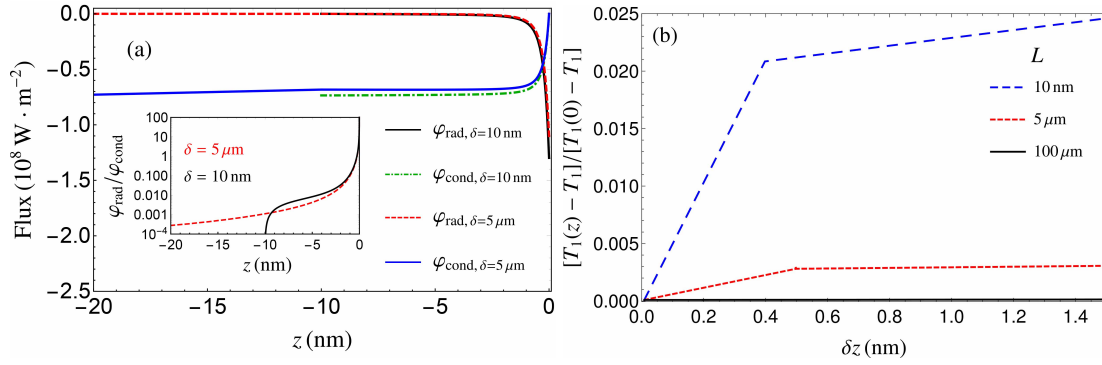 (a)
Flux (10⁸ W · m⁻²)
0.0
−0.5
−1.0
−1.5
−2.0
−2.5
−20
−15
−10
−5
0
z (nm)
φrad, δ=10 nm
φcond, δ=10 nm
φrad, δ=5 μm
φcond, δ=5 μm
φrad/φcond
100
10
1
0.100
0.010
0.001
10⁻⁴
δ = 5 μm
δ = 10 nm
−20
−15
−10
−5
0
z (nm)
(b)
[T₁(z) − T₁]/[T₁(0) − T₁]
0.025
0.020
0.015
0.010
0.005
0.000
0.0
0.2
0.4
0.6
0.8
1.0
1.2
1.4
δz (nm)
L
10 nm
5 μm
100 μm